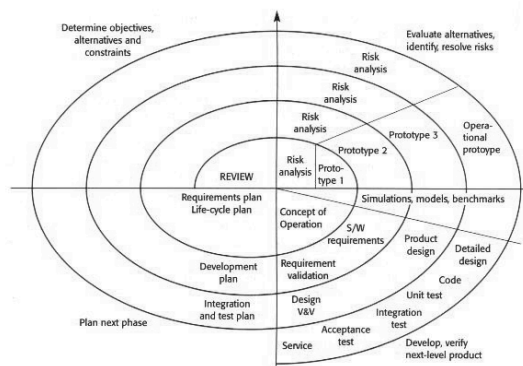 Determine objectives,
alternatives and
constraints
Evaluate alternatives,
identify, resolve risks
Risk
analysis
Risk
analysis
Risk
analysis
Risk
analysis
REVIEW
Proto-
type 1
Prototype 2
Prototype 3
Opera-
tional
protoype
Requirements plan
Life-cycle plan
Simulations, models, benchmarks
Concept of
Operation
S/W
requirements
Product
design
Detailed
design
Development
plan
Requirement
validation
Code
Unit test
Integration
and test plan
Design
V&V
Integration
test
Acceptance
test
Service
Plan next phase
Develop, verify
next-level product